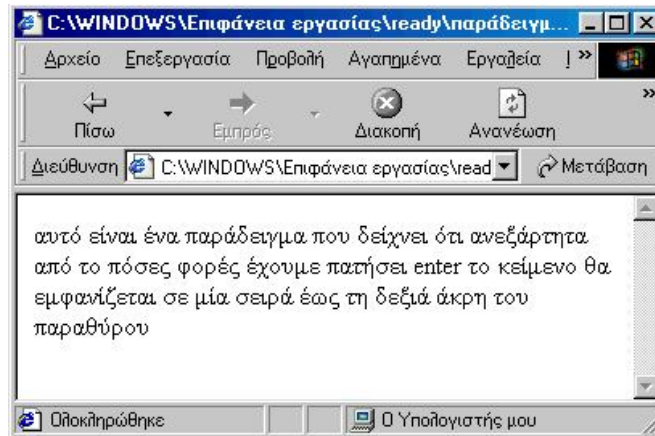 C:\WINDOWS\Επιφάνεια εργασίας\ready\παράδειγμ...
Αρχείο Επεξεργασία Προβολή Αγαπημένα Εργαλεία »
Πίσω Εμπρός Διακοπή Ανανέωση »
Διεύθυνση C:\WINDOWS\Επιφάνεια εργασίας\read Μετάβαση
αυτό είναι ένα παράδειγμα που δείχνει ότι ανεξάρτητα
από το πόσες φορές έχουμε πατήσει enter το κείμενο θα
εμφανίζεται σε μία σειρά έως τη δεξιά άκρη του
παραθύρου
Ολοκληρώθηκε Ο Υπολογιστής μου